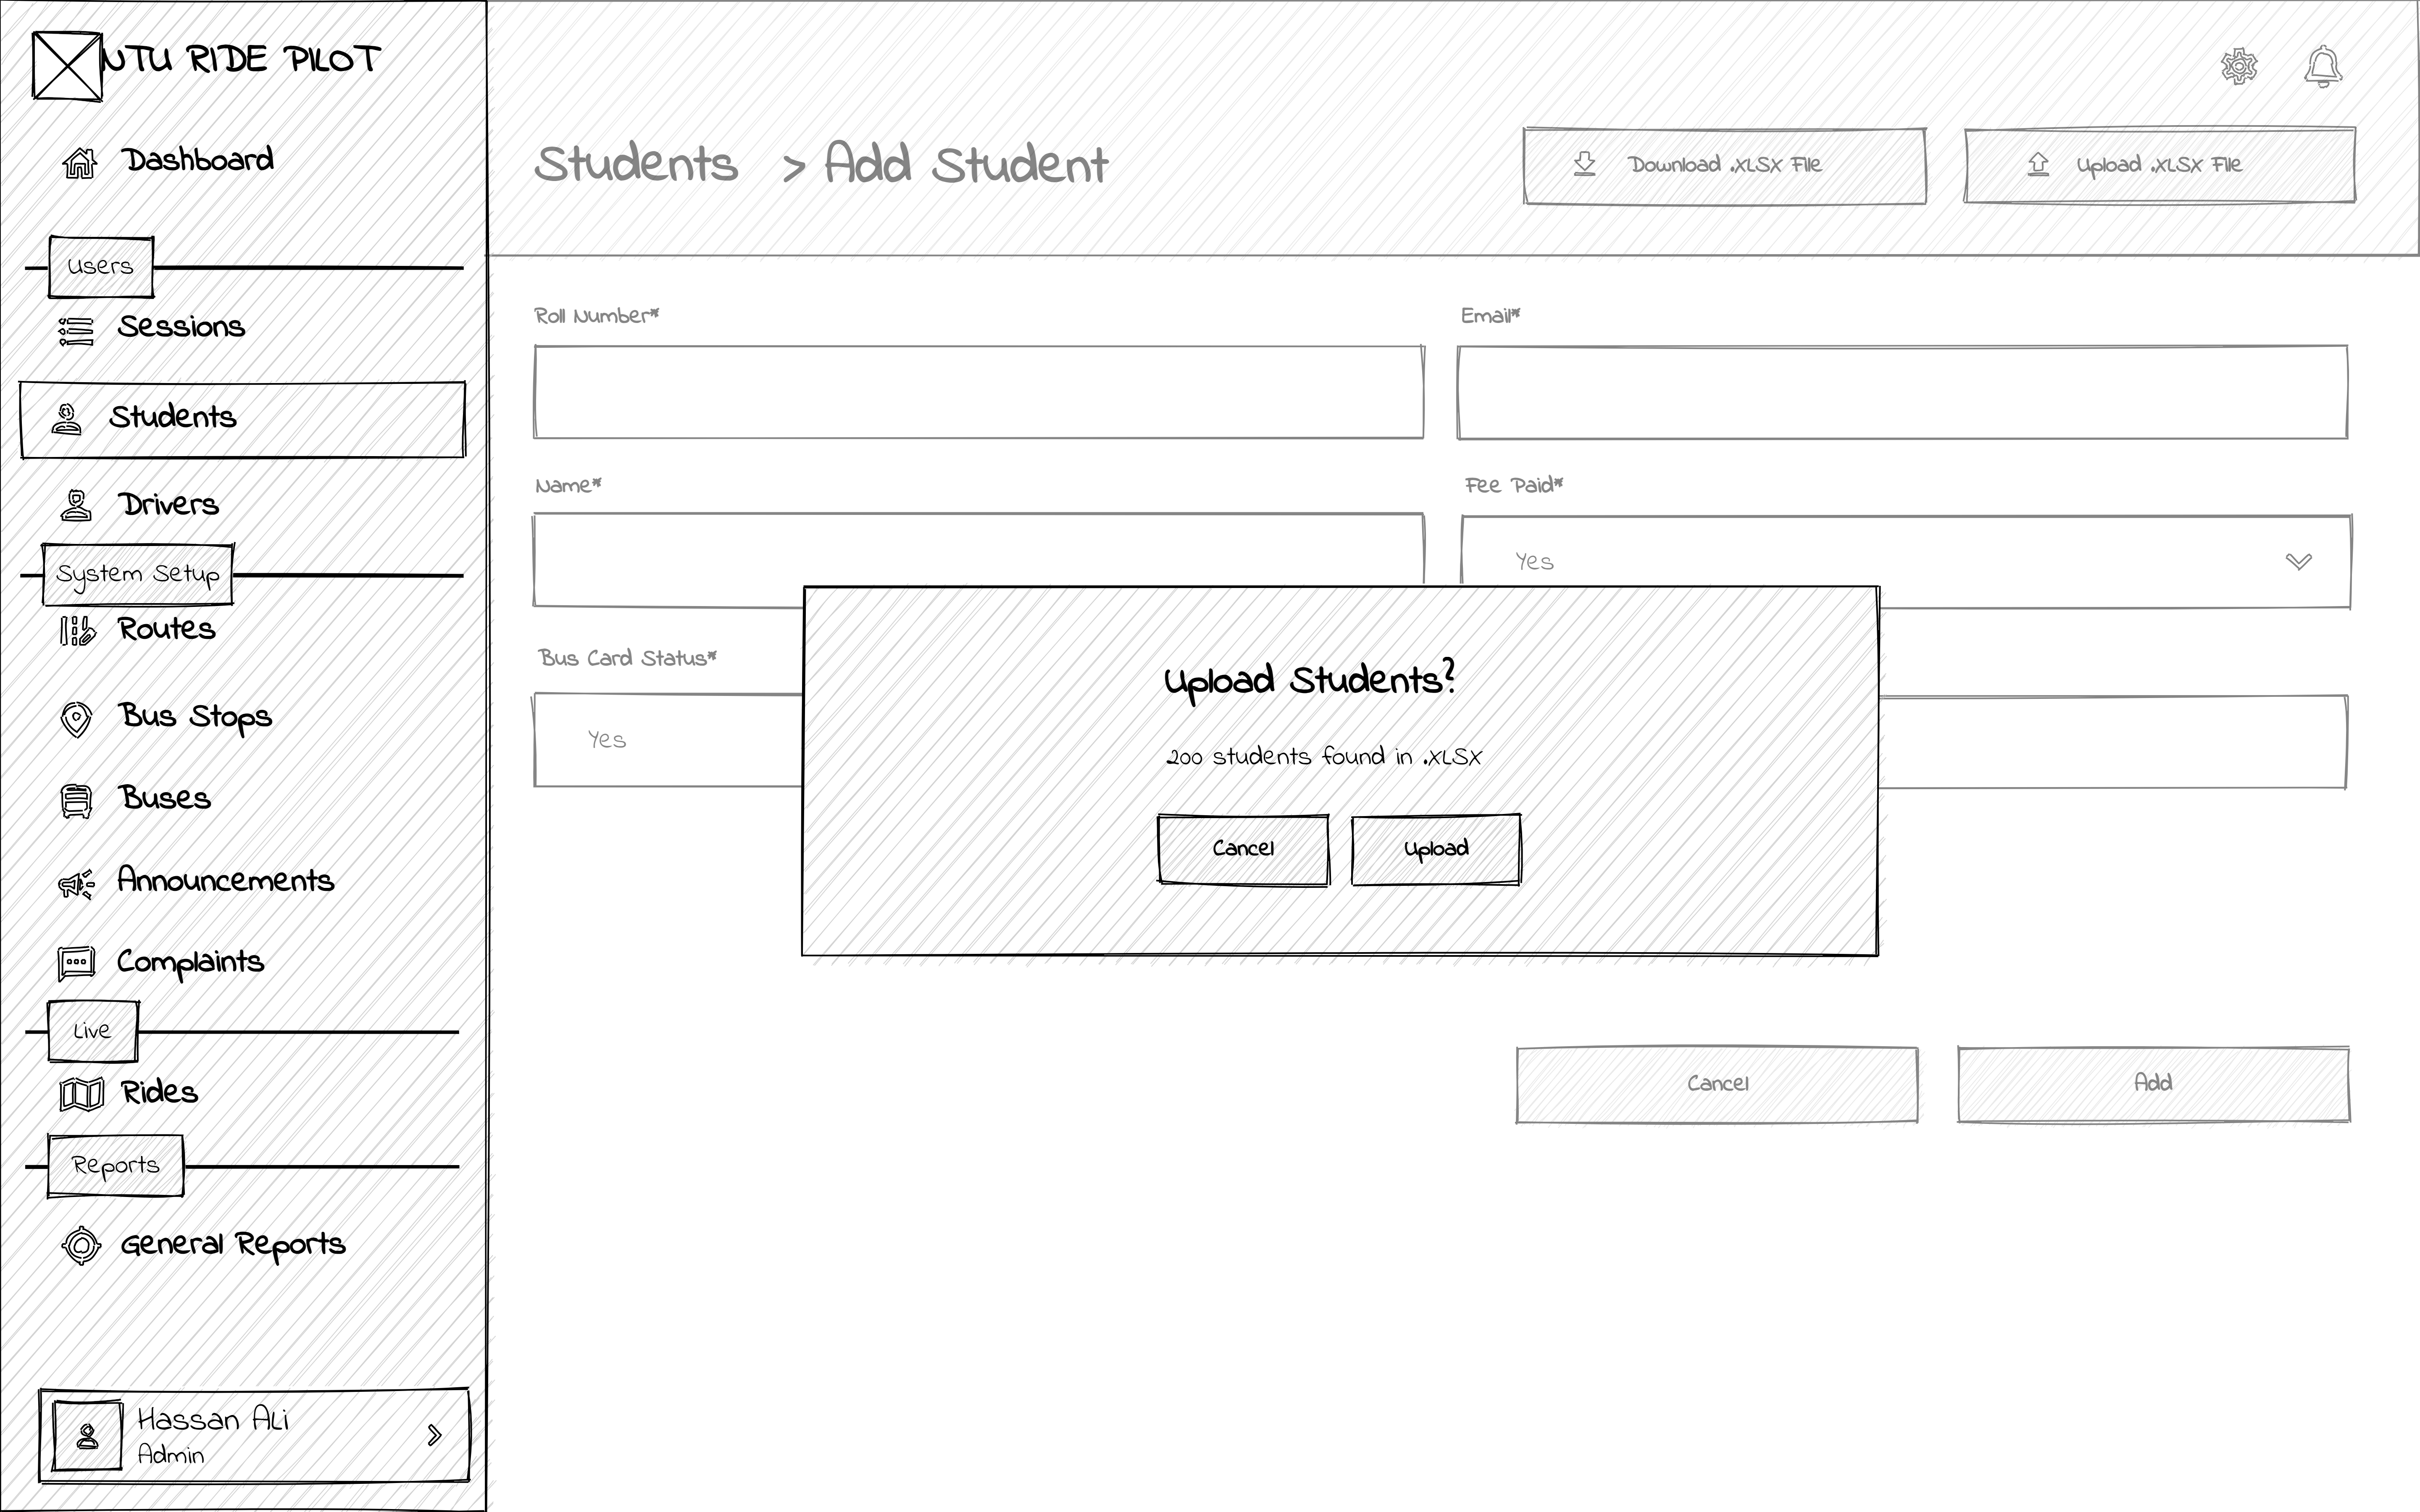 NTU RIDE PILOT
Dashboard
Users
Sessions
Students
Drivers
System Setup
Routes
Bus Stops
Buses
Announcements
Complaints
Live
Rides
Reports
General Reports
Hassan Ali
Admin
Students > Add Student
Download .XLSX File
Upload .XLSX File
Roll Number*
Email*
Name*
Fee Paid*
Yes
Bus Card Status*
Yes
Upload Students?
200 students found in .XLSX
Cancel
Upload
Cancel
Add